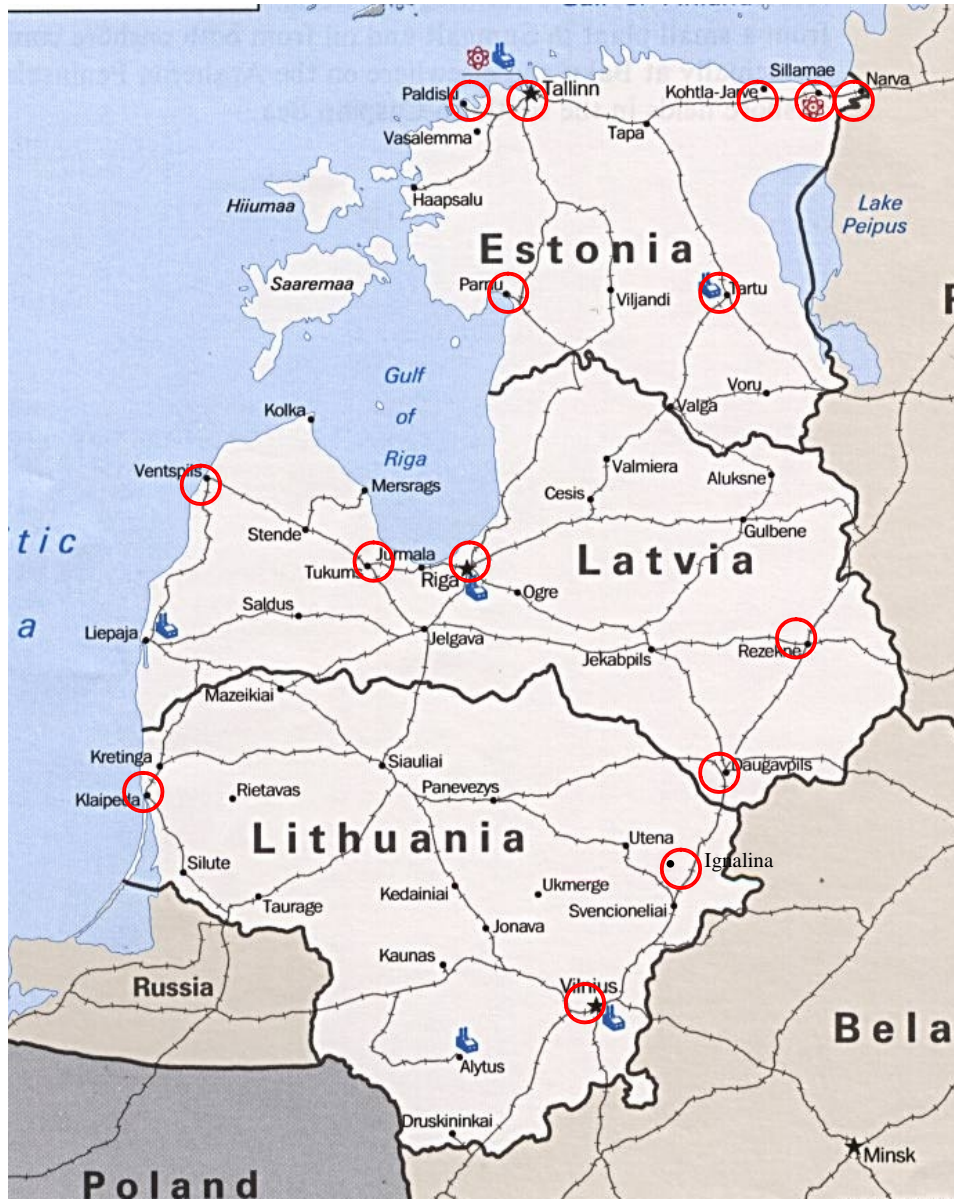 Paldiski
Tallinn
Kohtla-Jarve
Sillamae
Narva
Vasalemma
Tapa
Haapsalu
Hiiumaa
Lake
Peipus
Estonia
Saaremaa
Parnu
Viljandi
Tartu
Gulf
of
Riga
Voru
Kolka
Valga
Ventspils
Valmiera
Mersrags
Cesis
Aluksne
Stende
Gulbene
tic
Jurmala
Latvia
Tukums
Riga
Ogre
Saldus
a
Liepaja
Jelgava
Jekabpils
Rezekne
Mazeikiai
Kretinga
Siauliai
Daugavpils
Klaipeda
Rietavas
Panevezys
Lithuania
Utena
Ignalina
Silute
Kedainiai
Ukmerge
Svencioneliai
Taurage
Jonava
Kaunas
Russia
Vilnius
Bela
Alytus
Druskininkai
Minsk
Poland